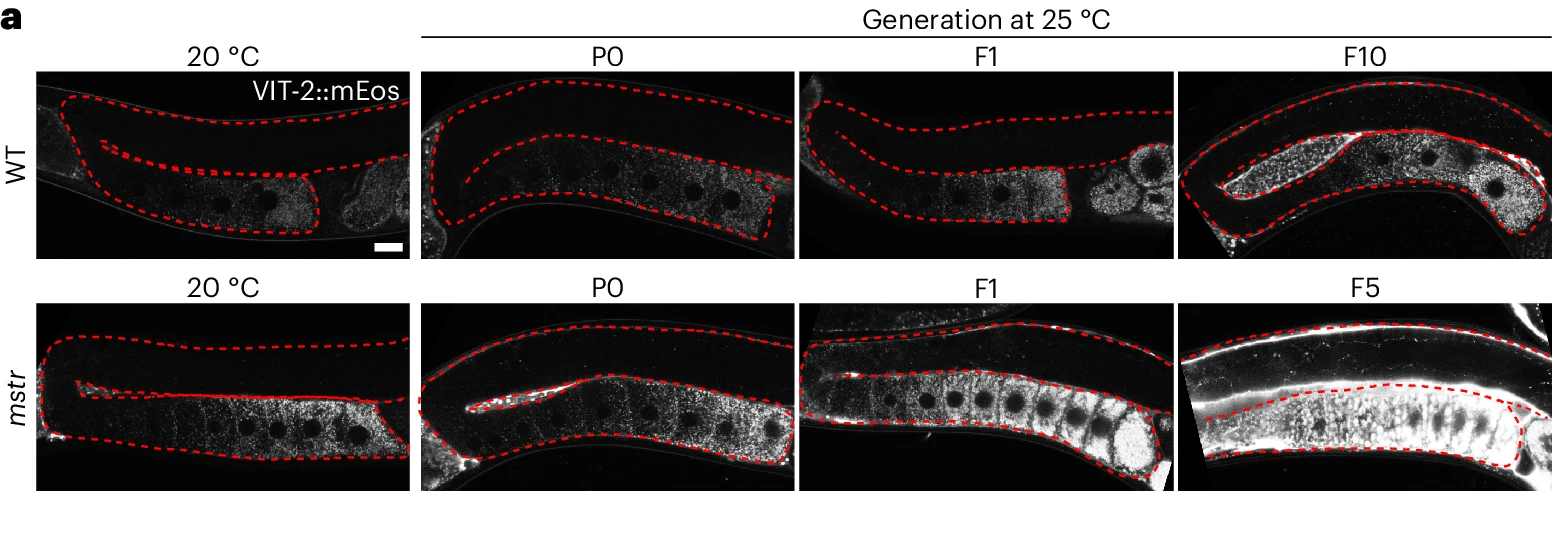 a
Generation at 25 °C
20 °C
P0
F1
F10
VIT-2::mEos
WT
20 °C
P0
F1
F5
mstr